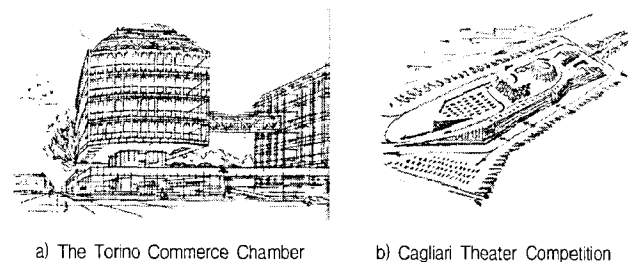 a) The Torino Commerce Chamber
b) Cagliari Theater Competition